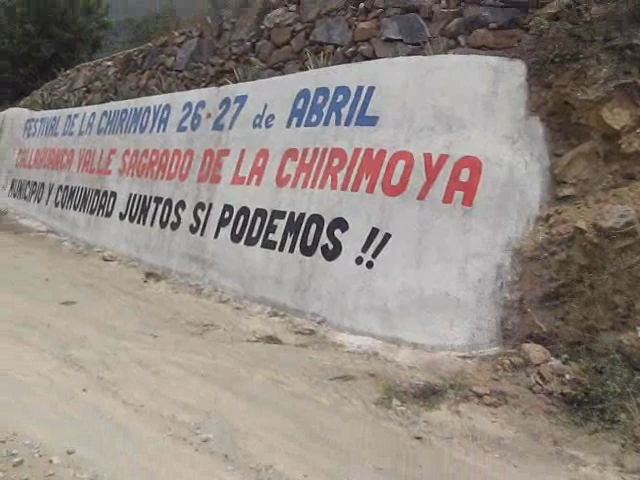 FESTIVAL DE LA CHIRIMOYA 26-27 de ABRIL
CALLAHUANCA VALLE SAGRADO DE LA CHIRIMOYA
MUNICIPIO Y COMUNIDAD JUNTOS SI PODEMOS !!